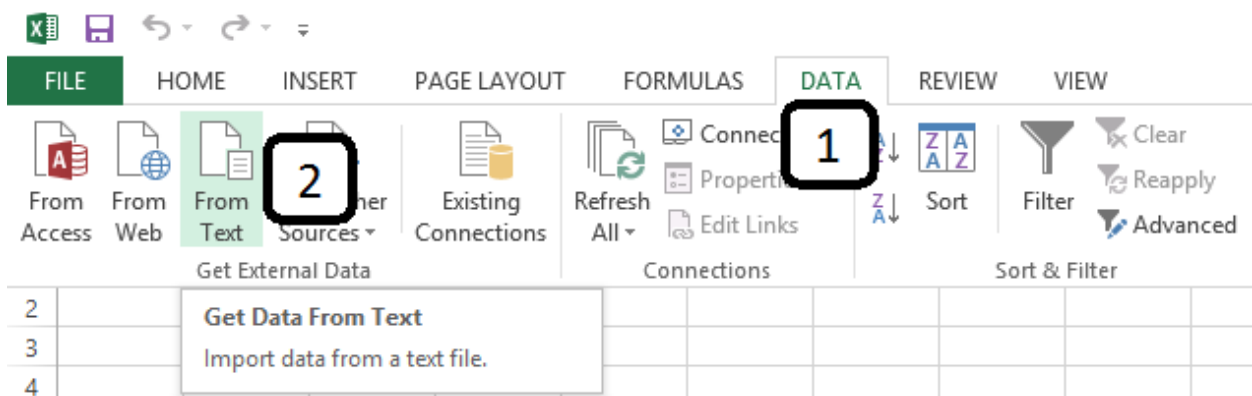 FILE HOME INSERT PAGE LAYOUT FORMULAS DATA REVIEW VIEW
From Access
From Web
From Text
2
Sources
Existing Connections
Refresh All
1
Edit Links
Z A
A Z
Z
A
Sort
Filter
Clear
Reapply
Advanced
Get External Data
Connections
Sort & Filter
2
3
4
Get Data From Text
Import data from a text file.